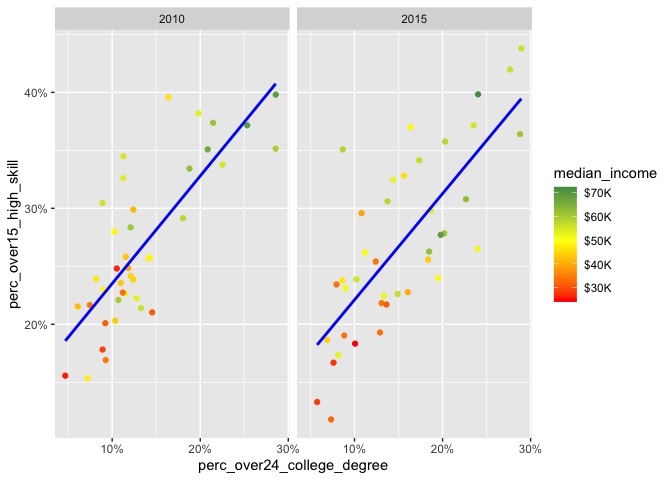 2010 2015
median_income
$70K
$60K
$50K
$40K
$30K
perc_over15_high_skill
40%
30%
20%
10% 20% 30% 10% 20% 30%
perc_over24_college_degree